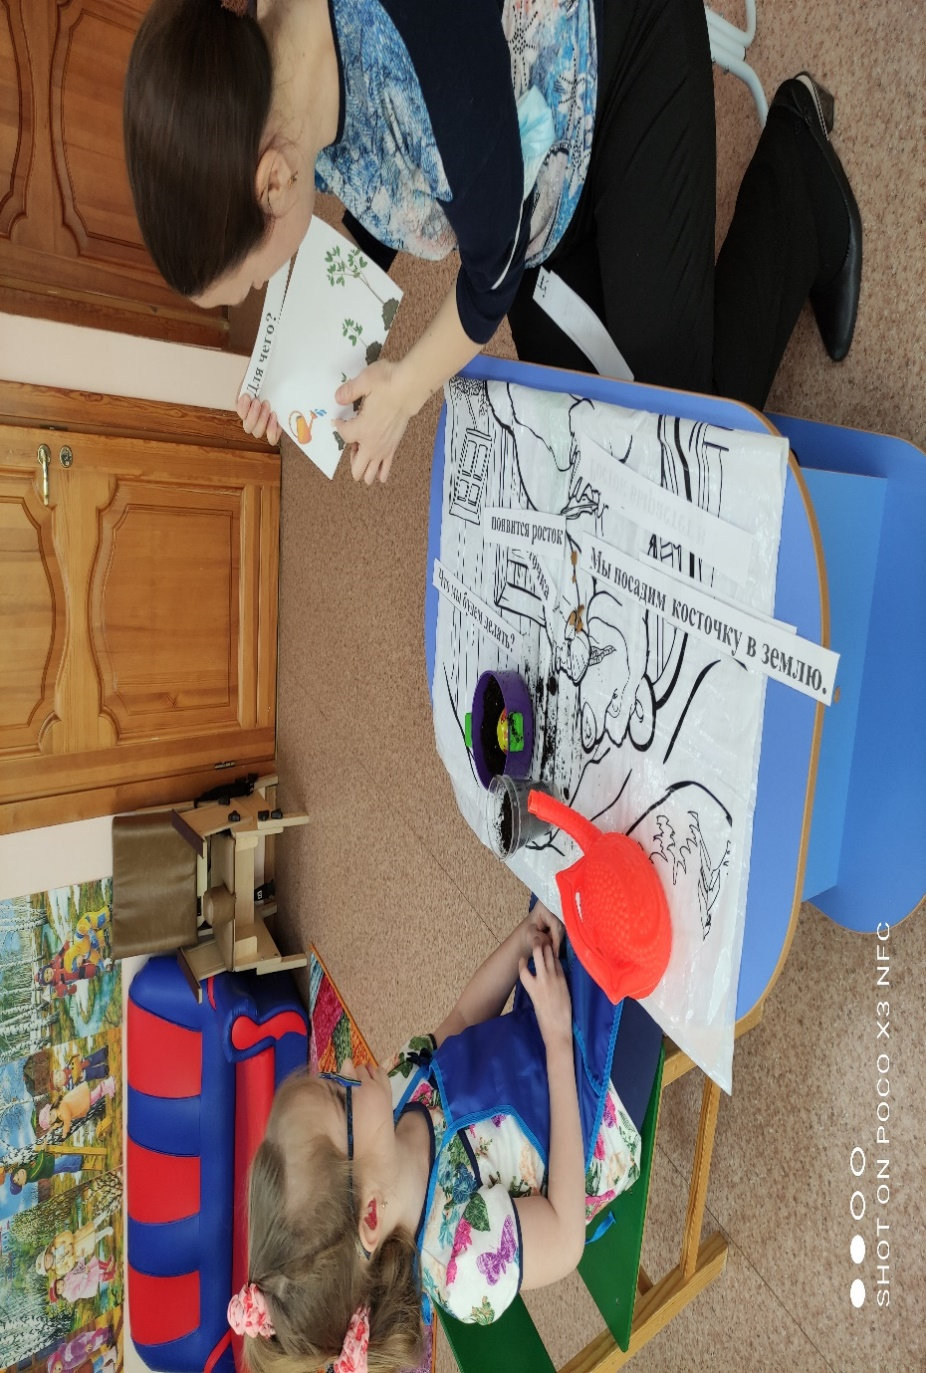 Для чего?
появится росток
Что мы будем делать?
Мы посадим косточку в землю.
SHOT ON POCO X3 NFC